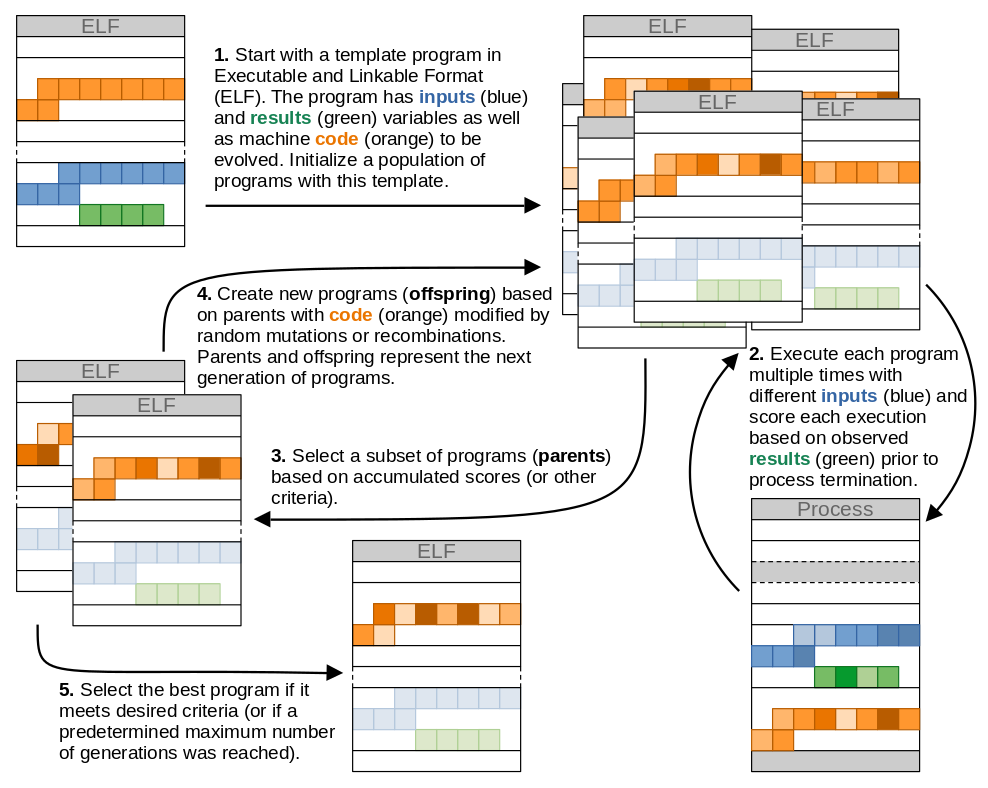 ELF
1. Start with a template program in
Executable and Linkable Format
(ELF). The program has inputs (blue)
and results (green) variables as well
as machine code (orange) to be
evolved. Initialize a population of
programs with this template.
ELF
ELF
ELF
ELF
4. Create new programs (offspring) based
on parents with code (orange) modified by
random mutations or recombinations.
Parents and offspring represent the next
generation of programs.
2. Execute each program
multiple times with
different inputs (blue) and
score each execution
based on observed
results (green) prior to
process termination.
ELF
ELF
3. Select a subset of programs (parents)
based on accumulated scores (or other
criteria).
Process
ELF
5. Select the best program if it
meets desired criteria (or if a
predetermined maximum number
of generations was reached).